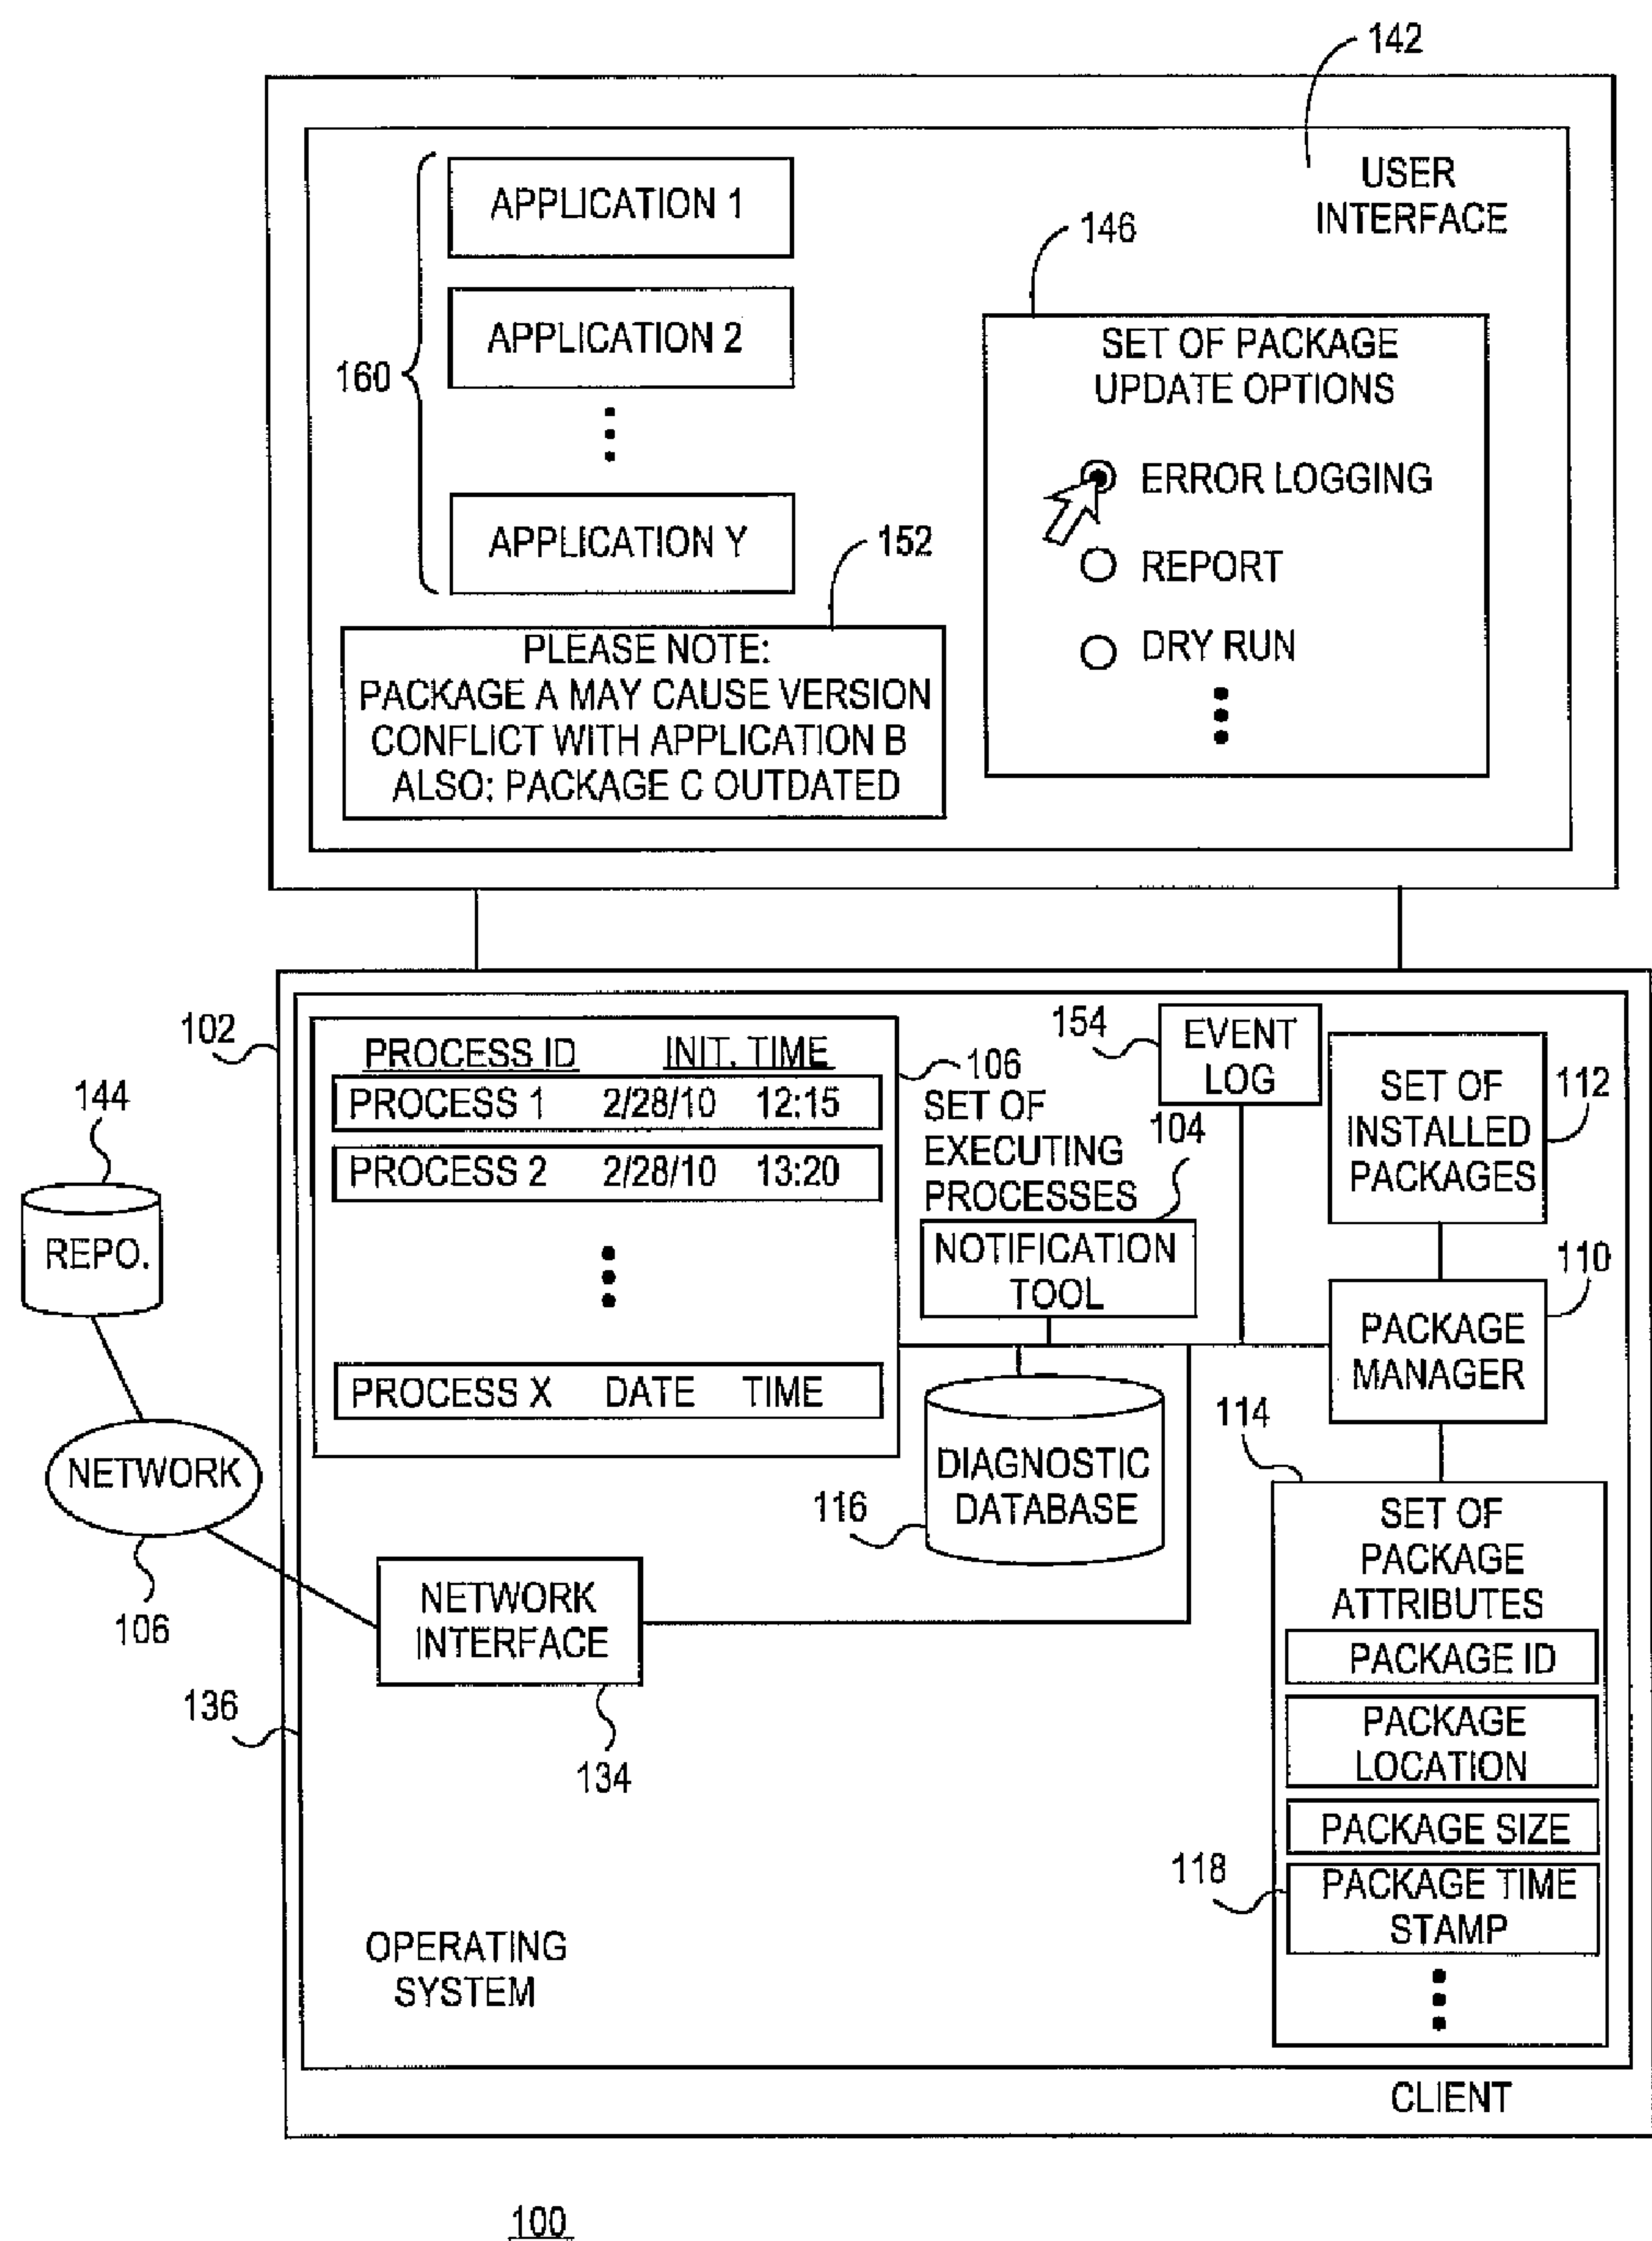 142
USER
INTERFACE
APPLICATION 1
APPLICATION 2
160
APPLICATION Y
146
SET OF PACKAGE
UPDATE OPTIONS
ERROR LOGGING
REPORT
DRY RUN
152
PLEASE NOTE:
PACKAGE A MAY CAUSE VERSION
CONFLICT WITH APPLICATION B
ALSO: PACKAGE C OUTDATED
102
PROCESS ID INIT. TIME
PROCESS 1 2/28/10 12:15
PROCESS 2 2/28/10 13:20
PROCESS X DATE TIME
106
SET OF
EXECUTING
PROCESSES
154
EVENT
LOG
SET OF
INSTALLED
PACKAGES
112
104
NOTIFICATION
TOOL
110
PACKAGE
MANAGER
144
REPO.
NETWORK
106
DIAGNOSTIC
DATABASE
116
114
SET OF
PACKAGE
ATTRIBUTES
PACKAGE ID
PACKAGE
LOCATION
PACKAGE SIZE
118
PACKAGE TIME
STAMP
NETWORK
INTERFACE
134
136
OPERATING
SYSTEM
CLIENT
100